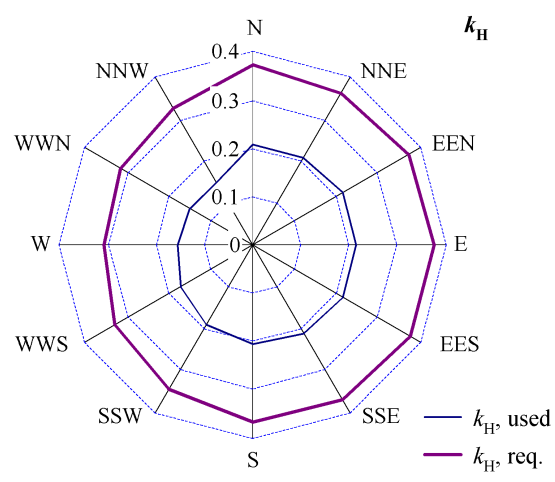 N
k_H
0.4
NNW
NNE
0.3
WWN
EEN
0.2
0.1
W
0
E
WWS
EES
SSW
SSE
k_H, used
S
k_H, req.